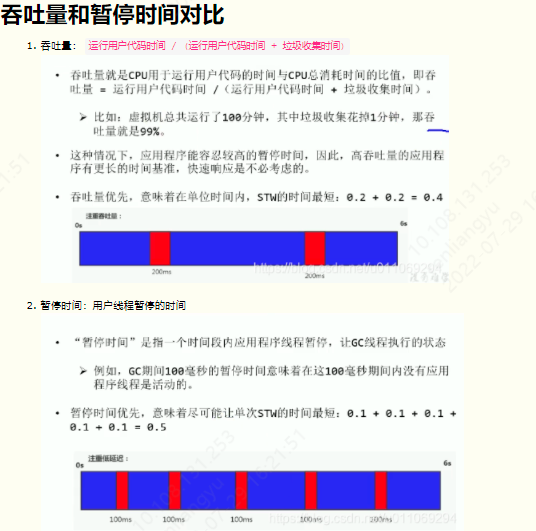 吞吐量和暂停时间对比
1. 吞吐量： 运行用户代码时间 / (运行用户代码时间 + 垃圾收集时间)
• 吞吐量就是CPU用于运行用户代码的时间与CPU总消耗时间的比值，即吞
吐量 = 运行用户代码时间 /（运行用户代码时间 + 垃圾收集时间）。
➢ 比如：虚拟机总共运行了100分钟，其中垃圾收集花掉1分钟，那吞
吐量就是99%。
• 这种情况下，应用程序能容忍较高的暂停时间，因此，高吞吐量的应用程
序有更长的时间基准，快速响应是不必考虑的。
• 吞吐量优先，意味着在单位时间内，STW的时间最短：0.2 + 0.2 = 0.4
注重吞吐量：
0s 6s
https://blog.csdn.net/u011069294
200ms 200ms
2. 暂停时间：用户线程暂停的时间
• “暂停时间”是指一个时间段内应用程序线程暂停，让GC线程执行的状态
➢ 例如，GC期间100毫秒的暂停时间意味着在这100毫秒期间内没有应用
程序线程是活动的。
• 暂停时间优先，意味着尽可能让单次STW的时间最短：0.1 + 0.1 + 0.1 +
0.1 + 0.1 = 0.5
注重低延迟：
0s 6s
100ms 100ms 100ms 100ms
10.108.131.253
2022-07-29